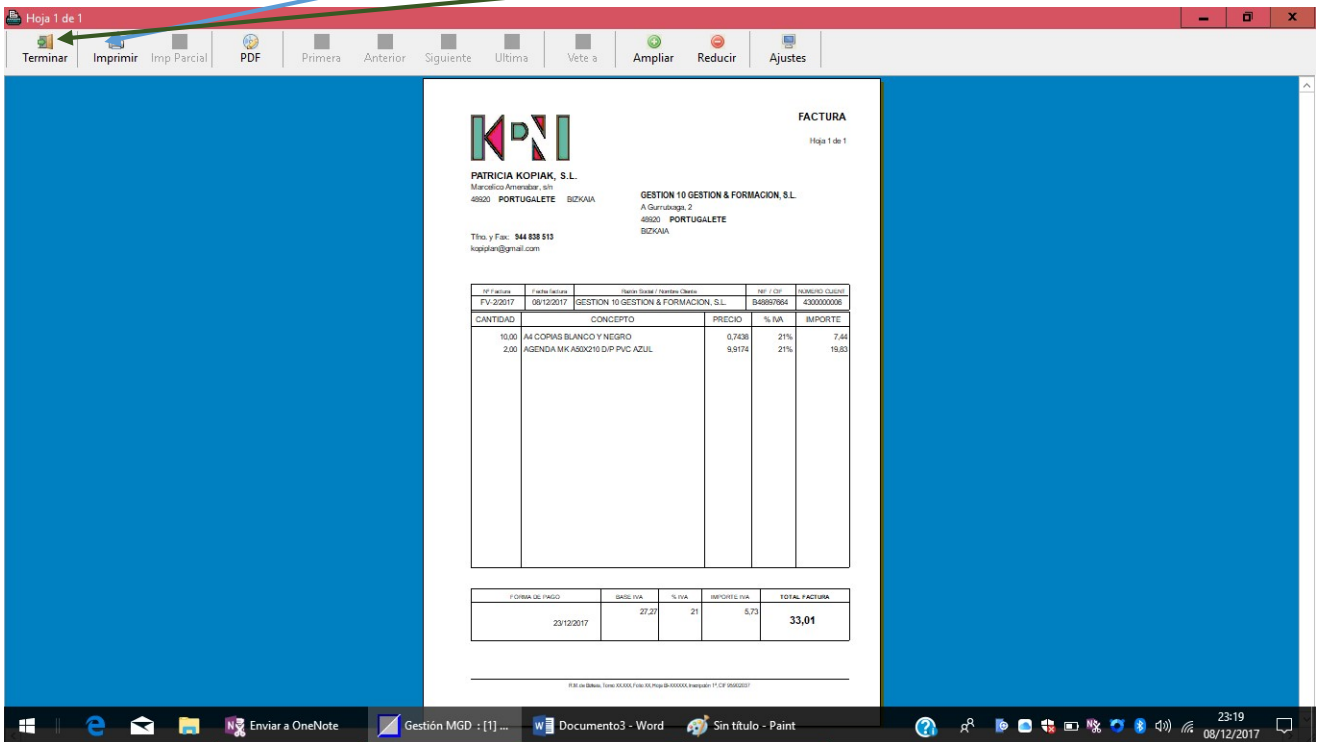 Hoja 1 de 1
Terminar Imprimir Imp Parcial PDF Primera Anterior Siguiente Ultima Vete a Ampliar Reducir Ajustes
FACTURA
Hoja 1 de 1
PATRICIA KOPIAK, S.L.
Marcelico Amenabar, s/n
48920 PORTUGALETE BIZKAIA
GESTION 10 GESTION & FORMACION, S.L.
A Gurrutxaga, 2
48920 PORTUGALETE
BIZKAIA
Tfno. y Fax: 944 838 513
kopiplan@gmail.com
Nº Factura Fecha factura Razón Social / Nombre Cliente NIF / CIF NUMERO CLIENT
FV-2/2017 08/12/2017 GESTION 10 GESTION & FORMACION, S.L. B48897664 4300000006
CANTIDAD CONCEPTO PRECIO % IVA IMPORTE
10,00 A4 COPIAS BLANCO Y NEGRO 0,7438 21% 7,44
2,00 AGENDA MK A50X210 D/P PVC AZUL 9,9174 21% 19,83
FORMA DE PAGO BASE IVA % IVA IMPORTE IVA TOTAL FACTURA
23/12/2017 27,27 21 5,73 33,01
Enviar a OneNote Gestión MGD : [1] ... Documento3 - Word Sin título - Paint
23:19
08/12/2017